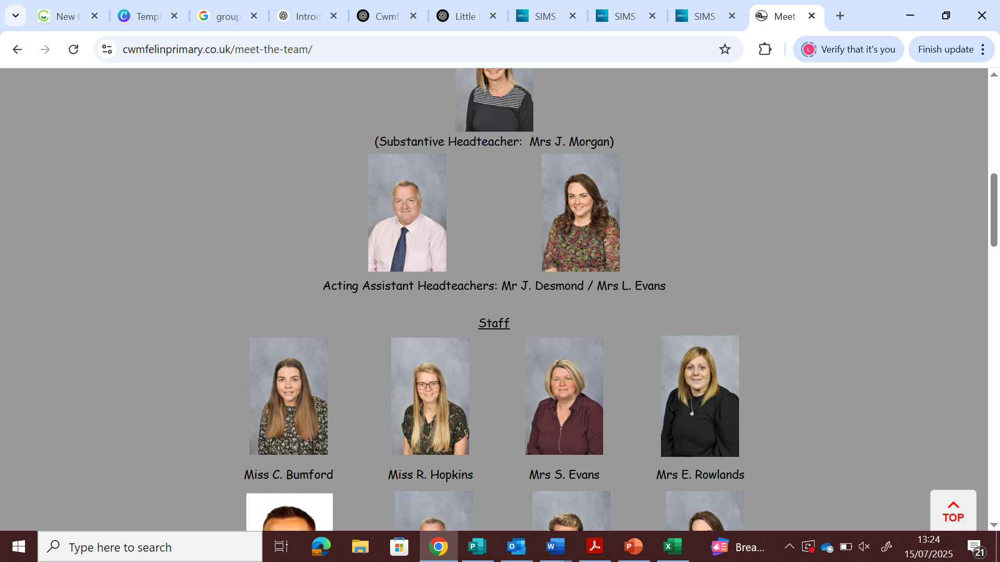 New C
Templ
group
Introd
Cwmf
Little
SIMS
SIMS
SIMS
Meet
cwmfelinprimary.co.uk/meet-the-team/
L
Verify that it's you
Finish update
(Substantive Headteacher: Mrs J. Morgan)
Acting Assistant Headteachers: Mr J. Desmond / Mrs L. Evans
Staff
Miss C. Bumford
Miss R. Hopkins
Mrs S. Evans
Mrs E. Rowlands
TOP
Type here to search
Brea...
13:24
15/07/2025
21